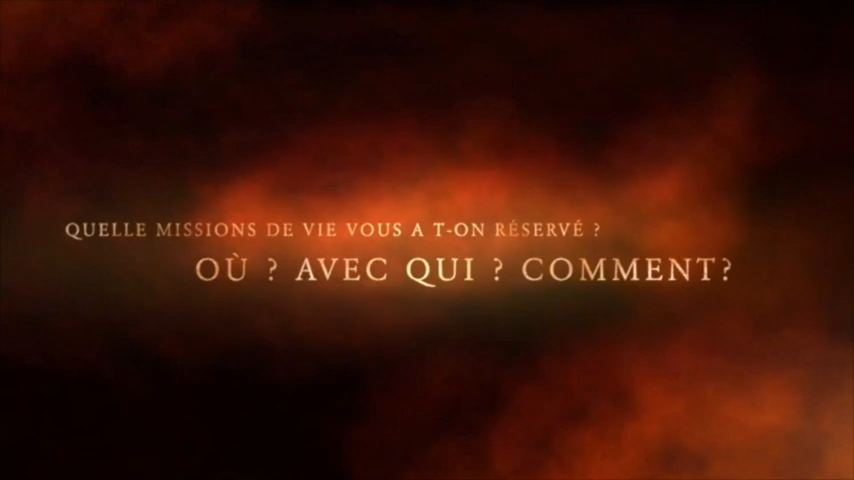 QUELLE MISSIONS DE VIE VOUS A T-ON RÉSERVÉ ?
OÙ ? AVEC QUI ? COMMENT?